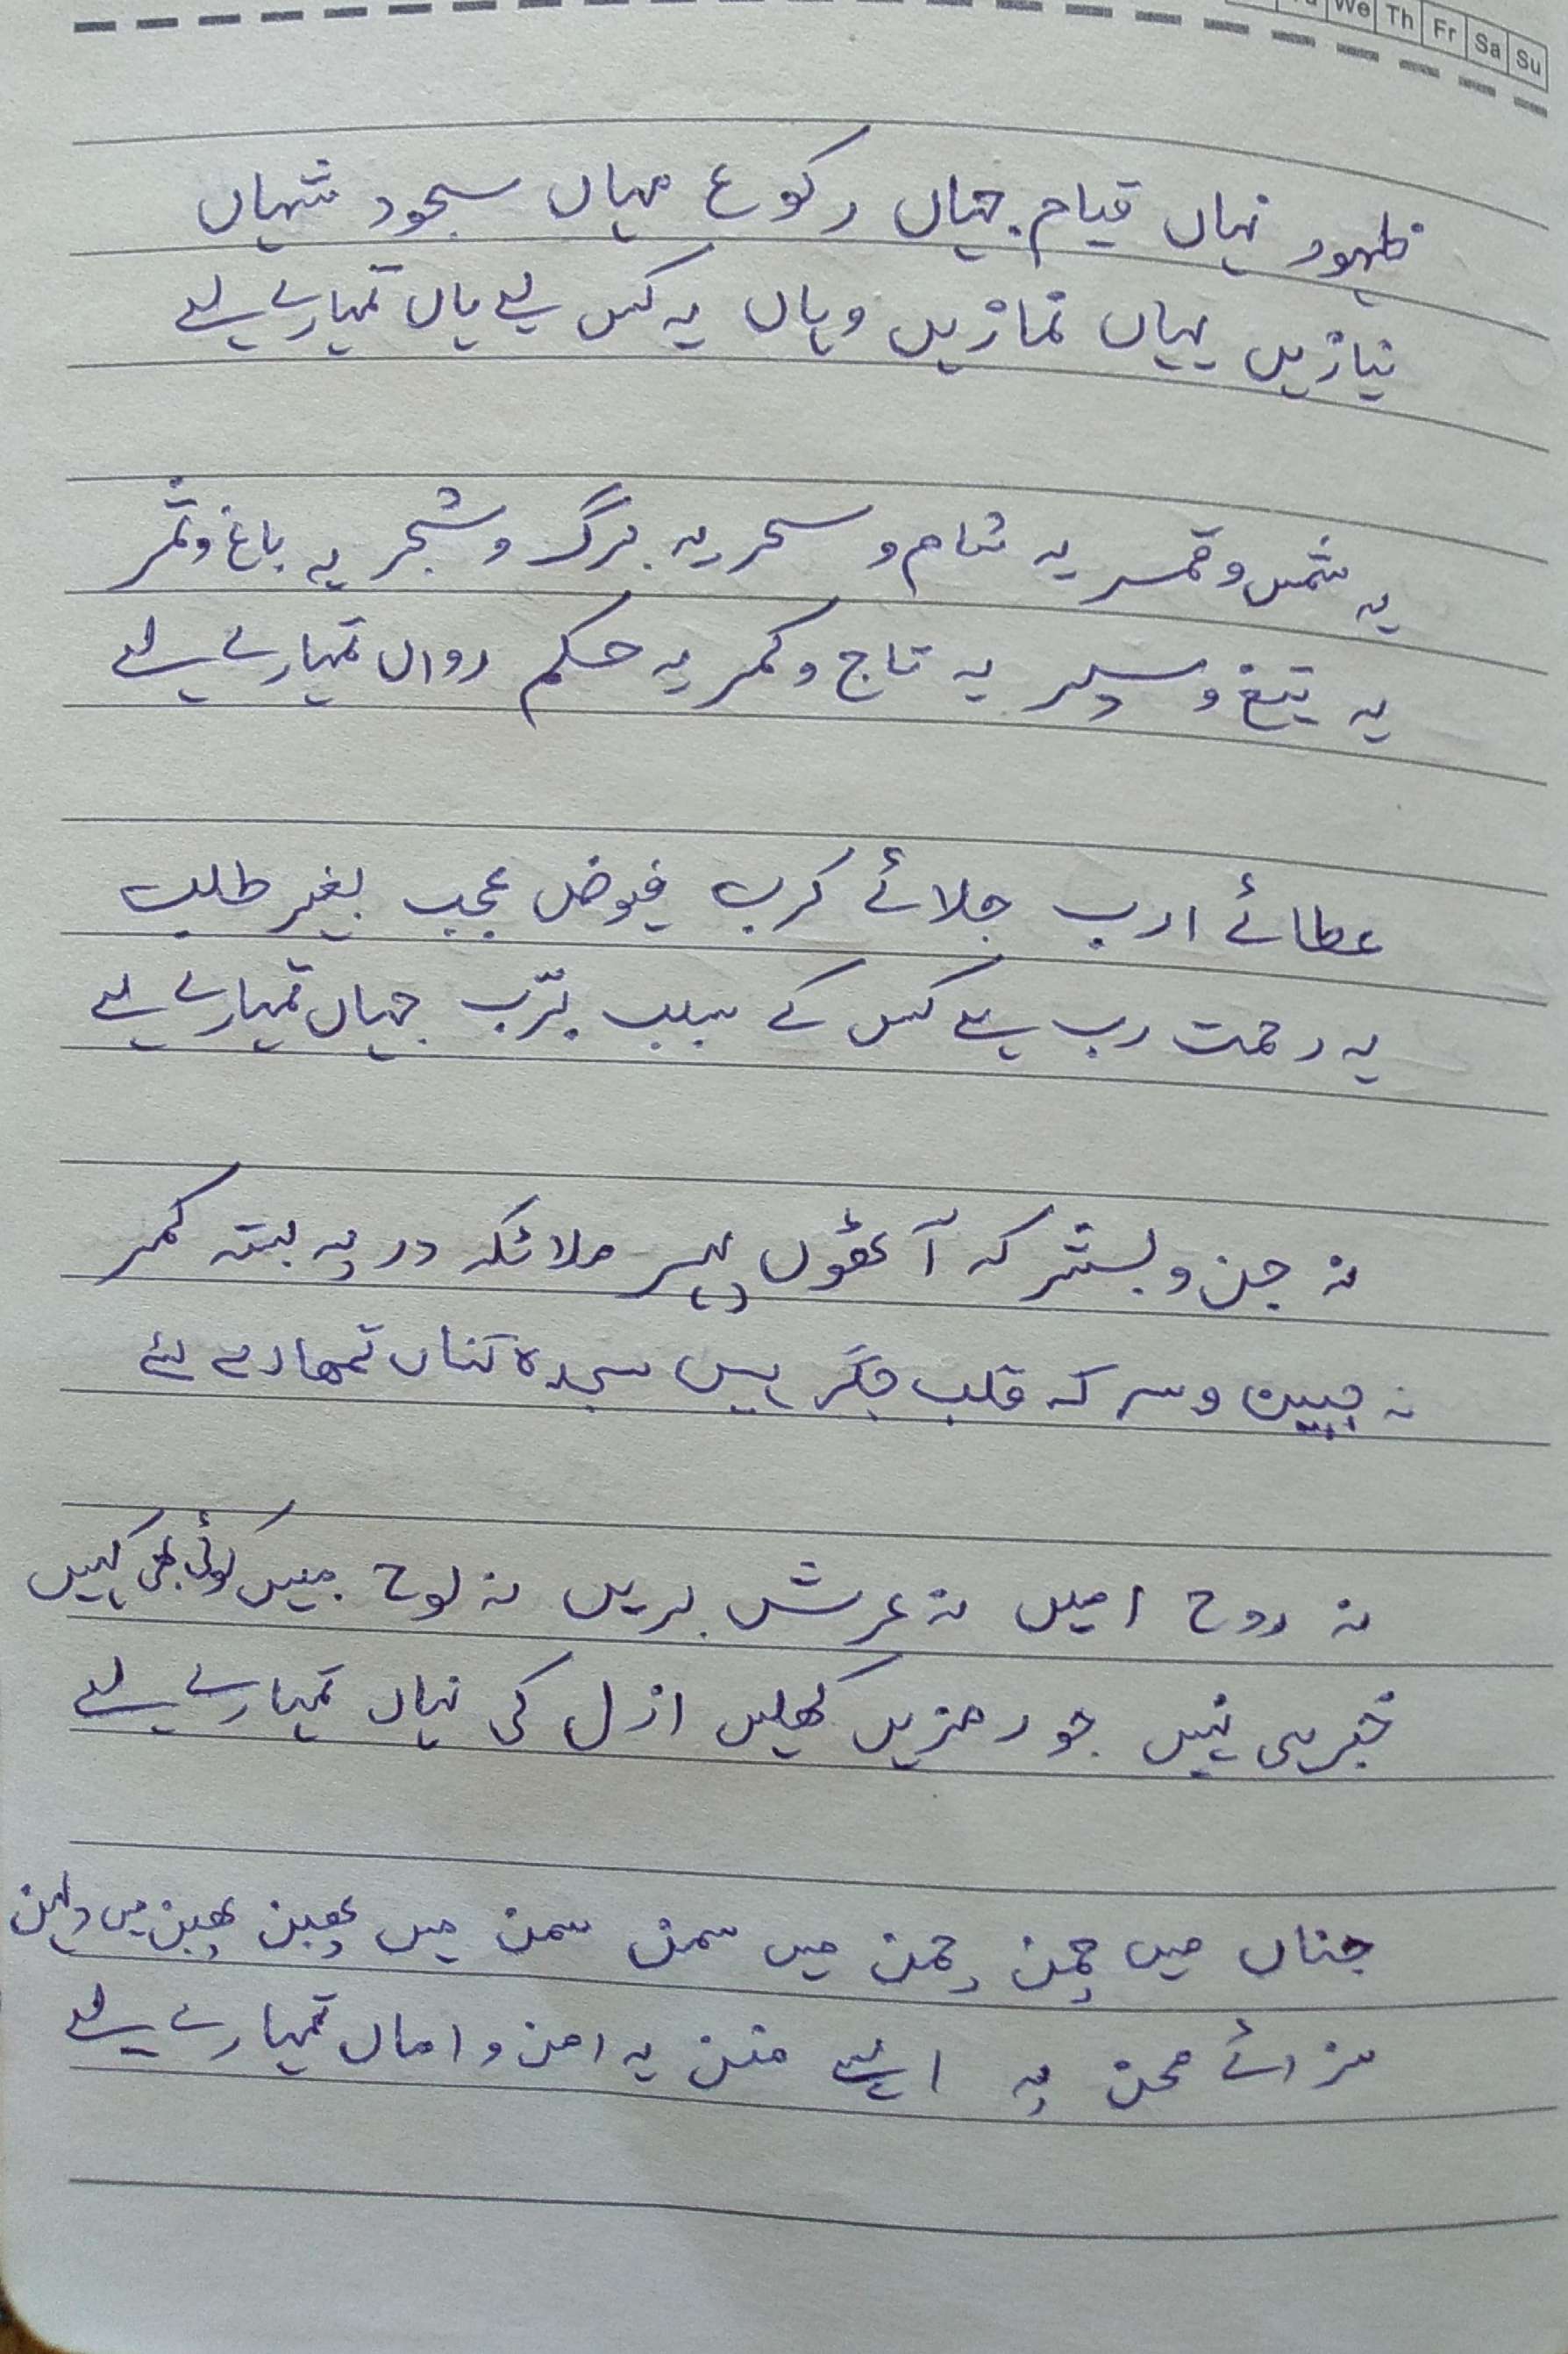 We Th Fr Sa Su
ظہور نہاں قیام جہاں رکوع مہاں سجود شہاں
نیازیں یہاں نمازیں وہاں یہ کس لیے ہاں تمہارے لیے
یہ شمس و قمر یہ شام و سحر یہ برگ و شجر یہ باغ و ثمر
یہ تیغ و سپر یہ تاج و کمر یہ حکم رواں تمہارے لیے
عطائے ارب جلائے کرب فیوض عجب بغیر طلب
یہ رحمت رب ہے کس کے سبب بَرّب جہاں تمہارے لیے
نہ جن و بشر کہ آٹھوں پہر ملائکہ در پہ بستہ کمر
نہ جبین و سر کہ قلب جگر ہیں سجدہ کناں تمھارے لئے
نہ روح امیں نہ عرش بریں نہ لوح مبیں کوئی بھی کہیں
خبر ہی نہیں جو رمزیں کھلیں ازل کی نہاں تمہارے لیے
جناں میں چمن چمن میں سمن سمن میں پھبن پھبن میں دلہن
سزائے محن پہ ایسے منن یہ امن و اماں تمہارے لیے